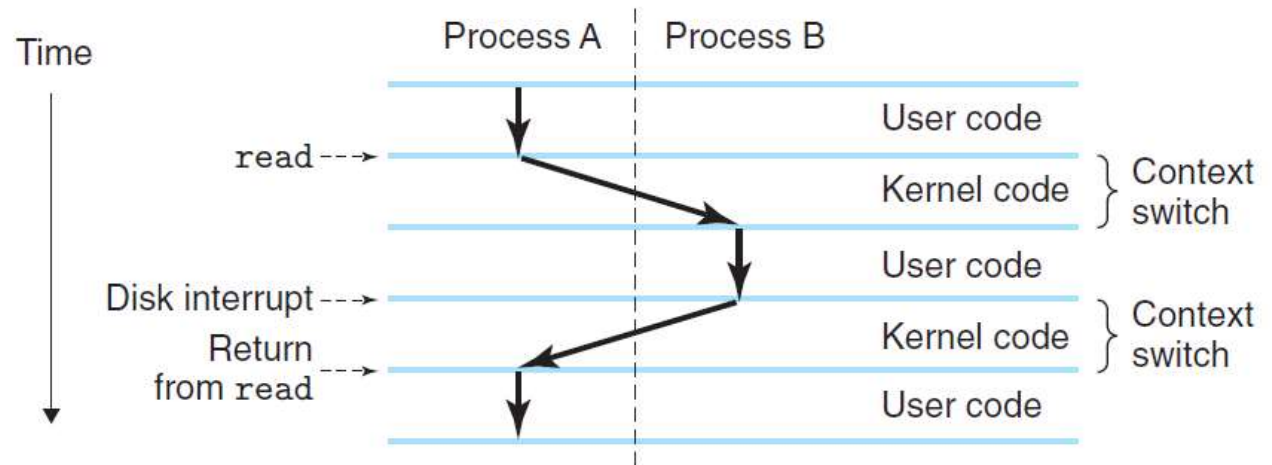 Process A
Process B
Time
User code
read
Kernel code
Context
switch
User code
Disk interrupt
Kernel code
Context
switch
Return
from read
User code